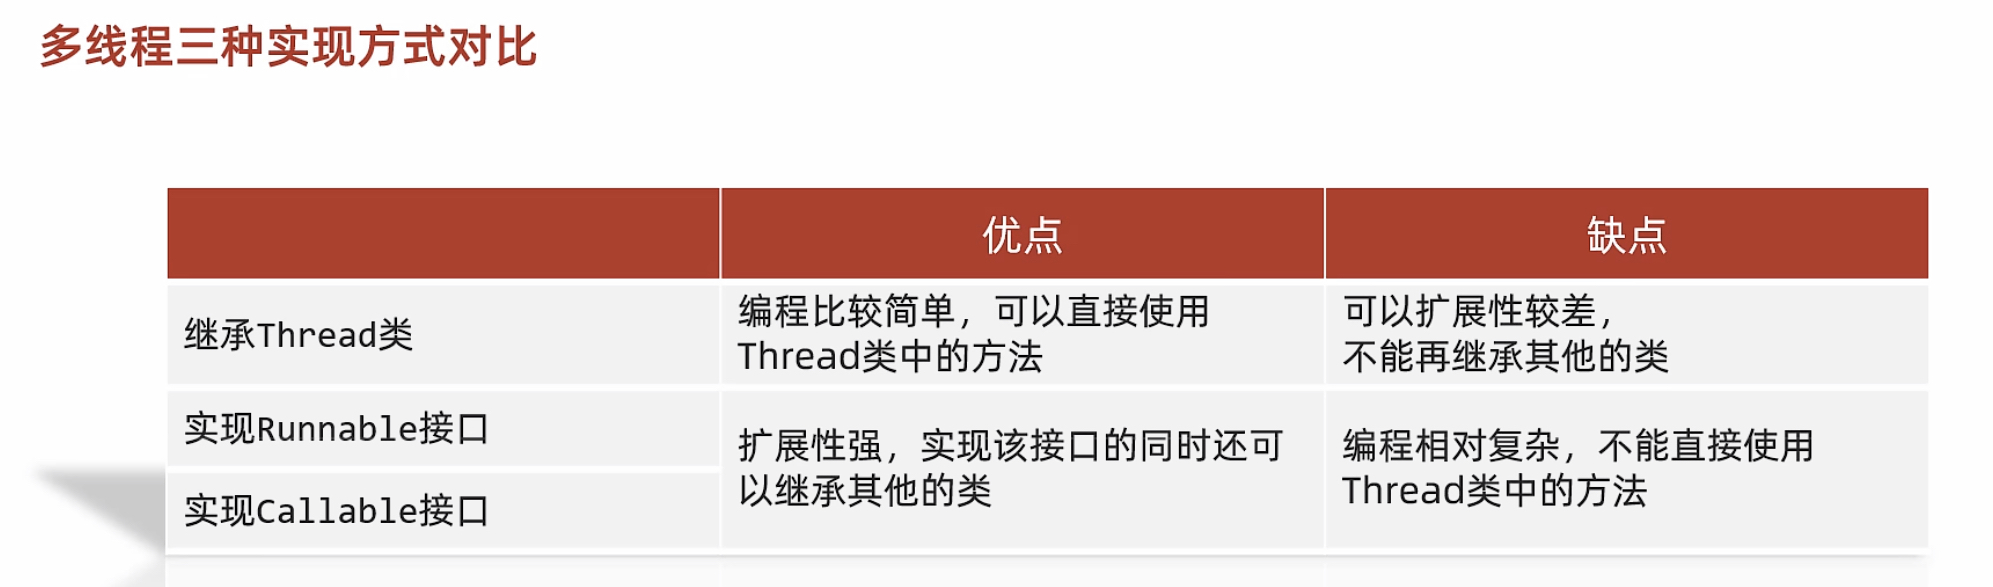 多线程三种实现方式对比
优点
缺点
继承Thread类
编程比较简单，可以直接使用
Thread类中的方法
可以扩展性较差，
不能再继承其他的类
实现Runnable接口
实现Callable接口
扩展性强，实现该接口的同时还可
以继承其他的类
编程相对复杂，不能直接使用
Thread类中的方法